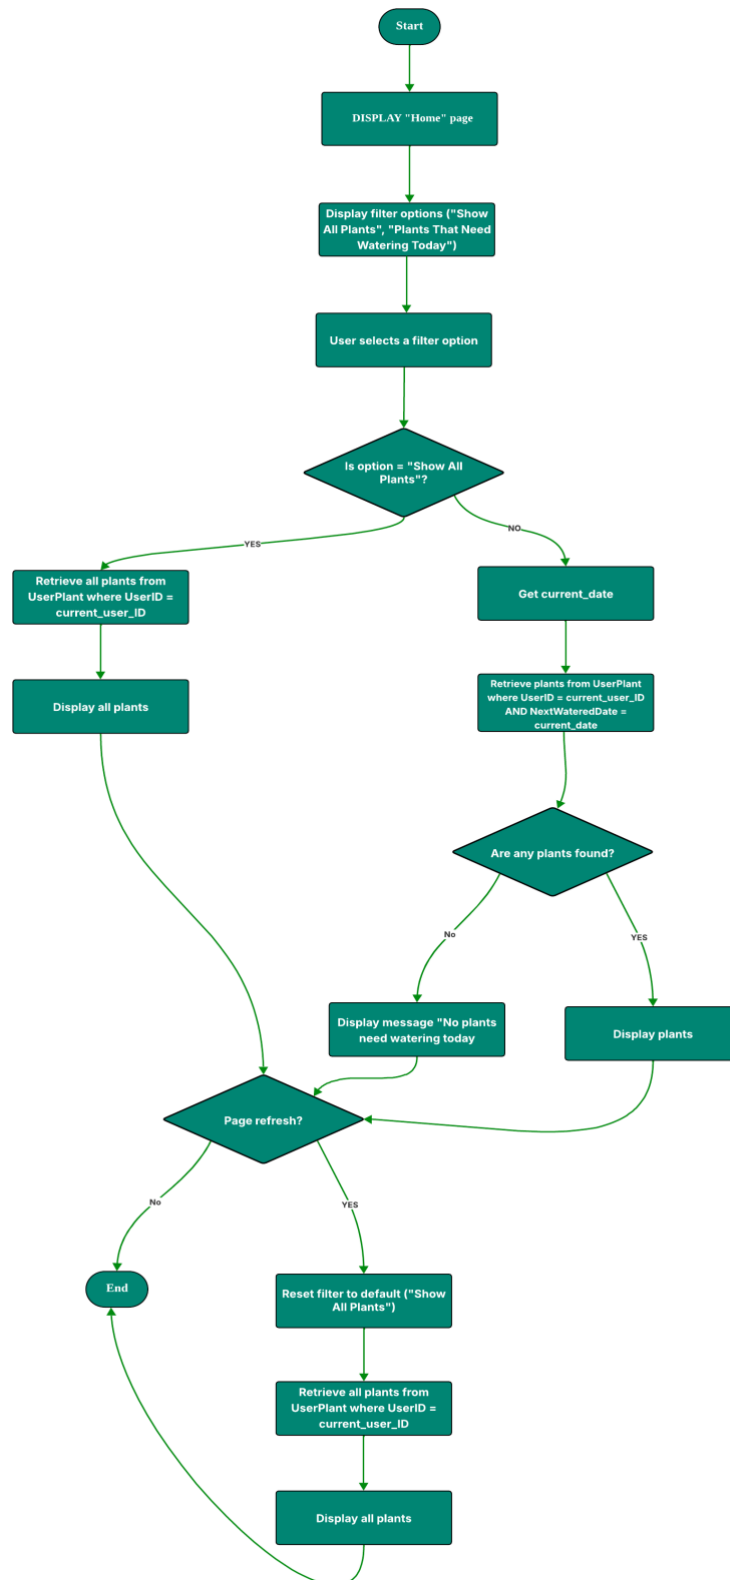 Start
DISPLAY "Home" page
Display filter options ("Show
All Plants", "Plants That Need
Watering Today")
User selects a filter option
Is option = "Show All
Plants"?
YES
NO
Retrieve all plants from
UserPlant where UserID =
current_user_ID
Get current_date
Display all plants
Retrieve plants from UserPlant
where UserID = current_user_ID
AND NextWateredDate =
current_date
Are any plants found?
No
YES
Display message "No plants
need watering today
Display plants
Page refresh?
No
YES
End
Reset filter to default ("Show
All Plants")
Retrieve all plants from
UserPlant where UserID =
current_user_ID
Display all plants